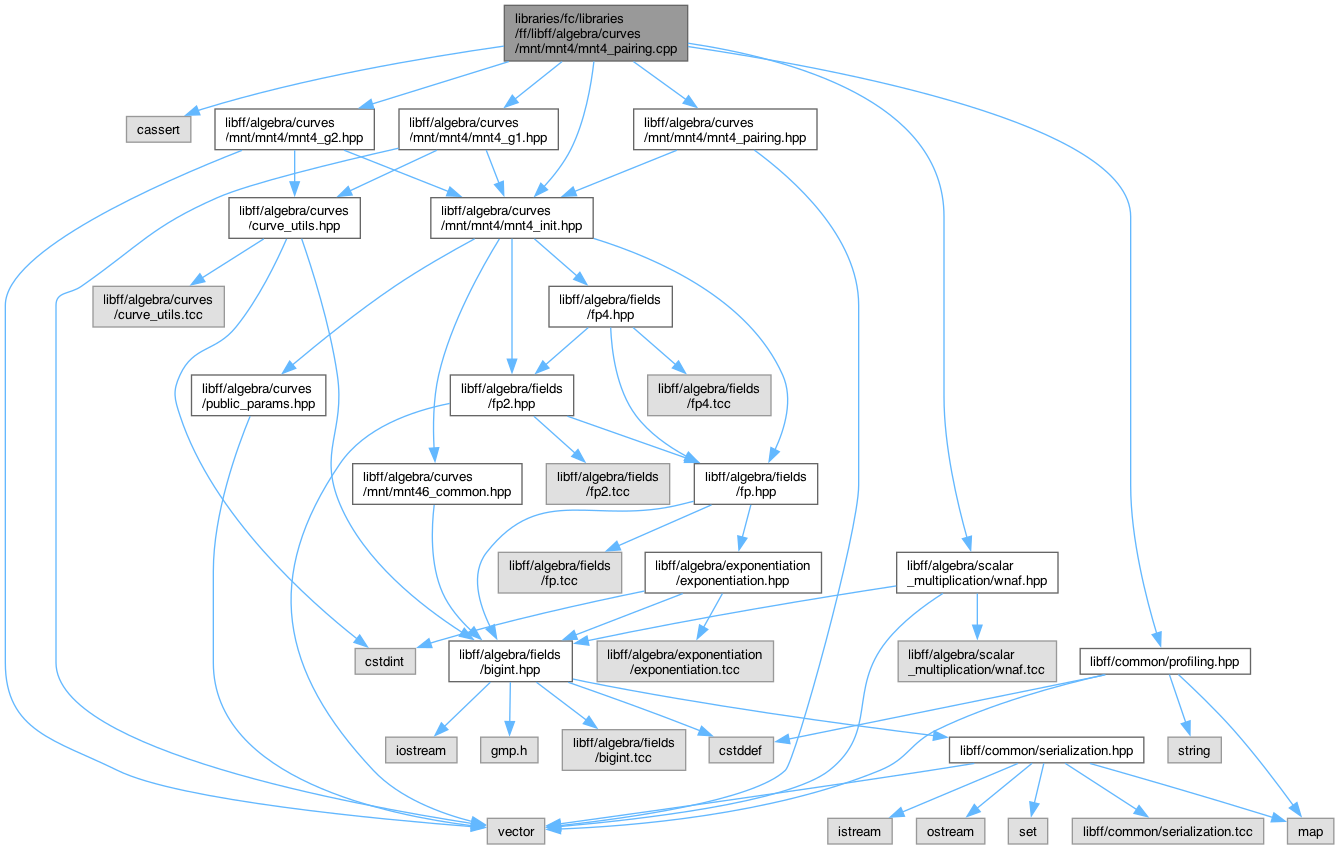 libraries/fc/libraries
/ff/libff/algebra/curves
/mnt/mnt4/mnt4_pairing.cpp
cassert
libff/algebra/curves
/mnt/mnt4/mnt4_g2.hpp
libff/algebra/curves
/mnt/mnt4/mnt4_g1.hpp
libff/algebra/curves
/mnt/mnt4/mnt4_pairing.hpp
libff/algebra/curves
/curve_utils.hpp
libff/algebra/curves
/mnt/mnt4/mnt4_init.hpp
libff/algebra/curves
/curve_utils.tcc
libff/algebra/fields
/fp4.hpp
libff/algebra/curves
/public_params.hpp
libff/algebra/fields
/fp2.hpp
libff/algebra/fields
/fp4.tcc
libff/algebra/curves
/mnt/mnt46_common.hpp
libff/algebra/fields
/fp2.tcc
libff/algebra/fields
/fp.hpp
libff/algebra/fields
/fp.tcc
libff/algebra/exponentiation
/exponentiation.hpp
libff/algebra/scalar
_multiplication/wnaf.hpp
cstdint
libff/algebra/fields
/bigint.hpp
libff/algebra/exponentiation
/exponentiation.tcc
libff/algebra/scalar
_multiplication/wnaf.tcc
libff/common/profiling.hpp
iostream
gmp.h
libff/algebra/fields
/bigint.tcc
cstddef
libff/common/serialization.hpp
string
vector
istream
ostream
set
libff/common/serialization.tcc
map